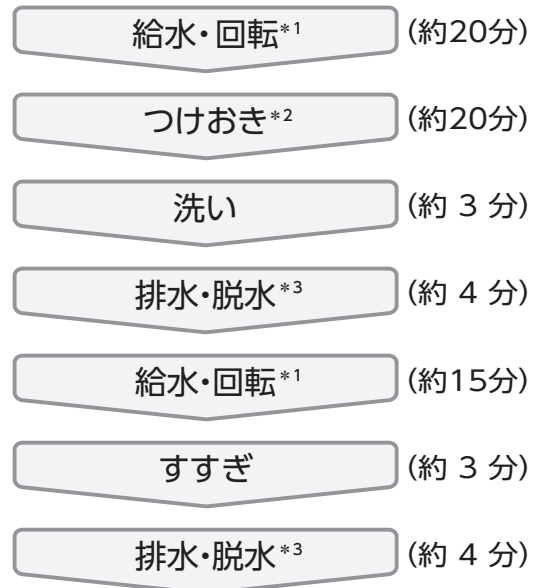 給水・回転*1 (約20分)
つけおき*2 (約20分)
洗い (約 3 分)
排水・脱水*3 (約 4 分)
給水・回転*1 (約15分)
すすぎ (約 3 分)
排水・脱水*3 (約 4 分)